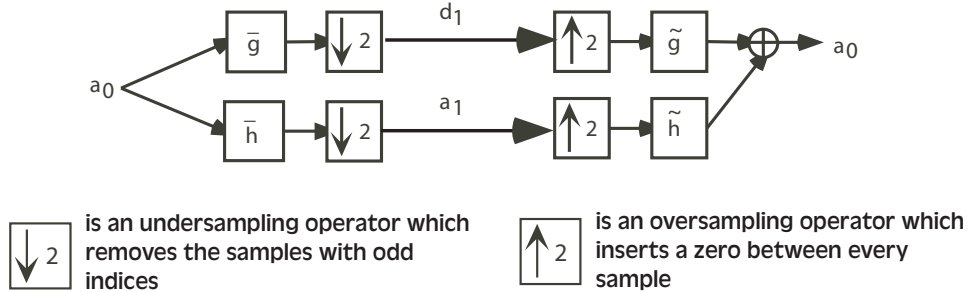 d₁
ḡ
↓ 2
↑ 2
g̃
a₀
a₀
a₁
h̄
↓ 2
↑ 2
h̃
↓ 2
is an undersampling operator which
removes the samples with odd
indices
↑ 2
is an oversampling operator which
inserts a zero between every
sample